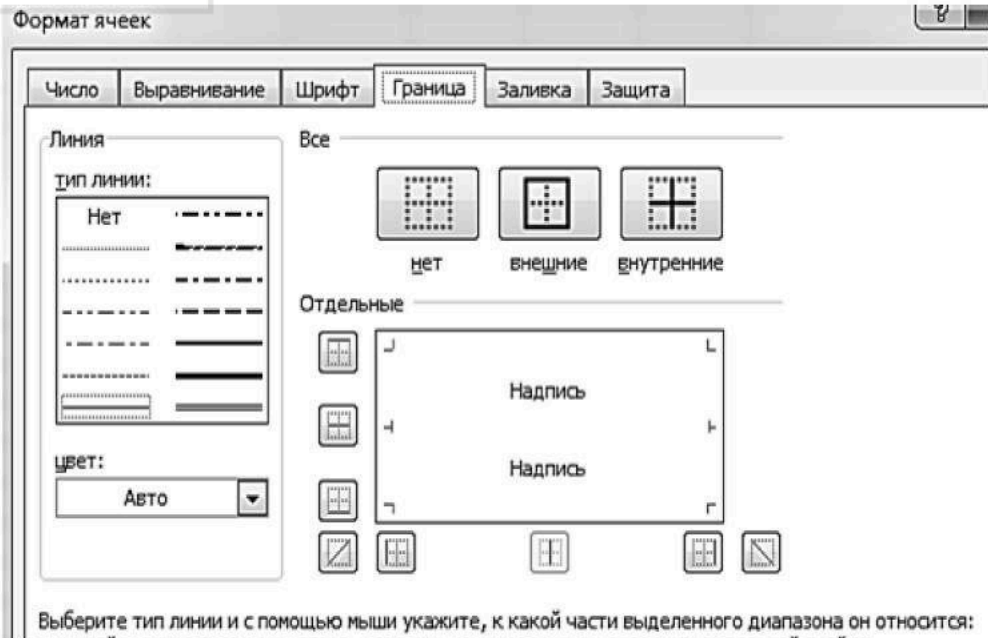 Формат ячеек
Число Выравнивание Шрифт Граница Заливка Защита
Линия
тип линии:
Нет
цвет:
Авто
Все
нет внешние внутренние
Отдельные
Надпись
Надпись
Выберите тип линии и с помощью мыши укажите, к какой части выделенного диапазона он относится: